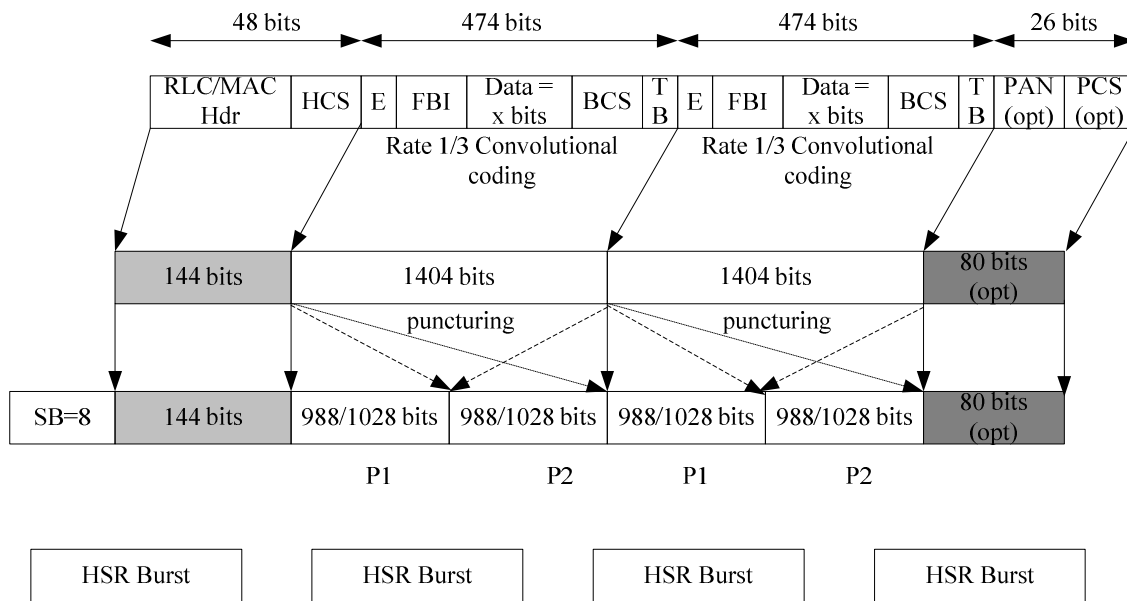 48 bits 474 bits 474 bits 26 bits
RLC/MAC Hdr HCS E FBI Data = x bits BCS T B E FBI Data = x bits BCS T B PAN (opt) PCS (opt)
Rate 1/3 Convolutional coding Rate 1/3 Convolutional coding
144 bits 1404 bits 1404 bits 80 bits (opt)
puncturing puncturing
SB=8 144 bits 988/1028 bits 988/1028 bits 988/1028 bits 988/1028 bits 80 bits (opt)
P1 P2 P1 P2
HSR Burst HSR Burst HSR Burst HSR Burst